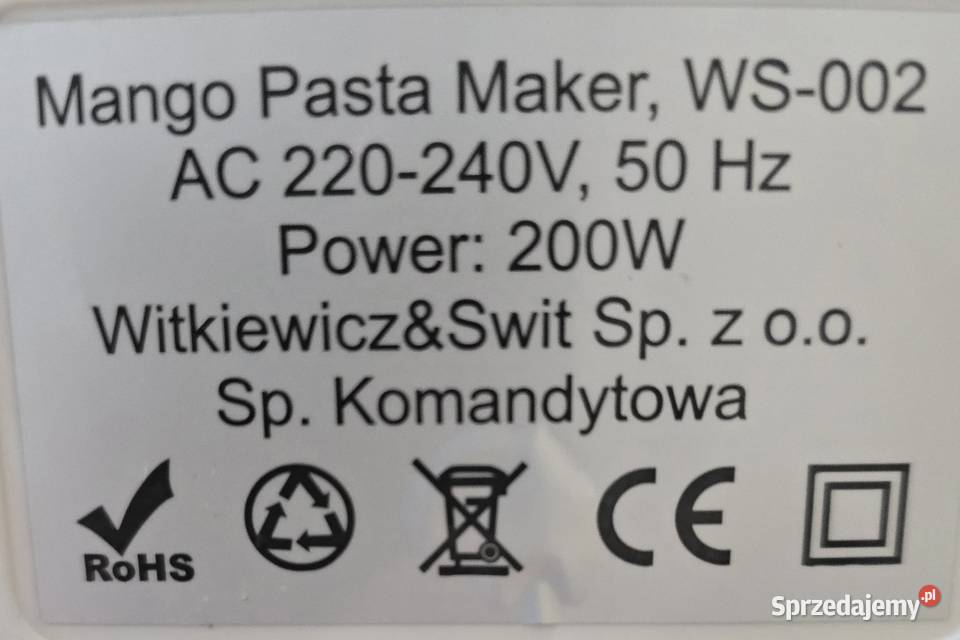 Mango Pasta Maker, WS-002
AC 220-240V, 50 Hz
Power: 200W
Witkiewicz&Swit Sp. z o.o.
Sp. Komandytowa
RoHS
CE
Sprzedajemy.pl